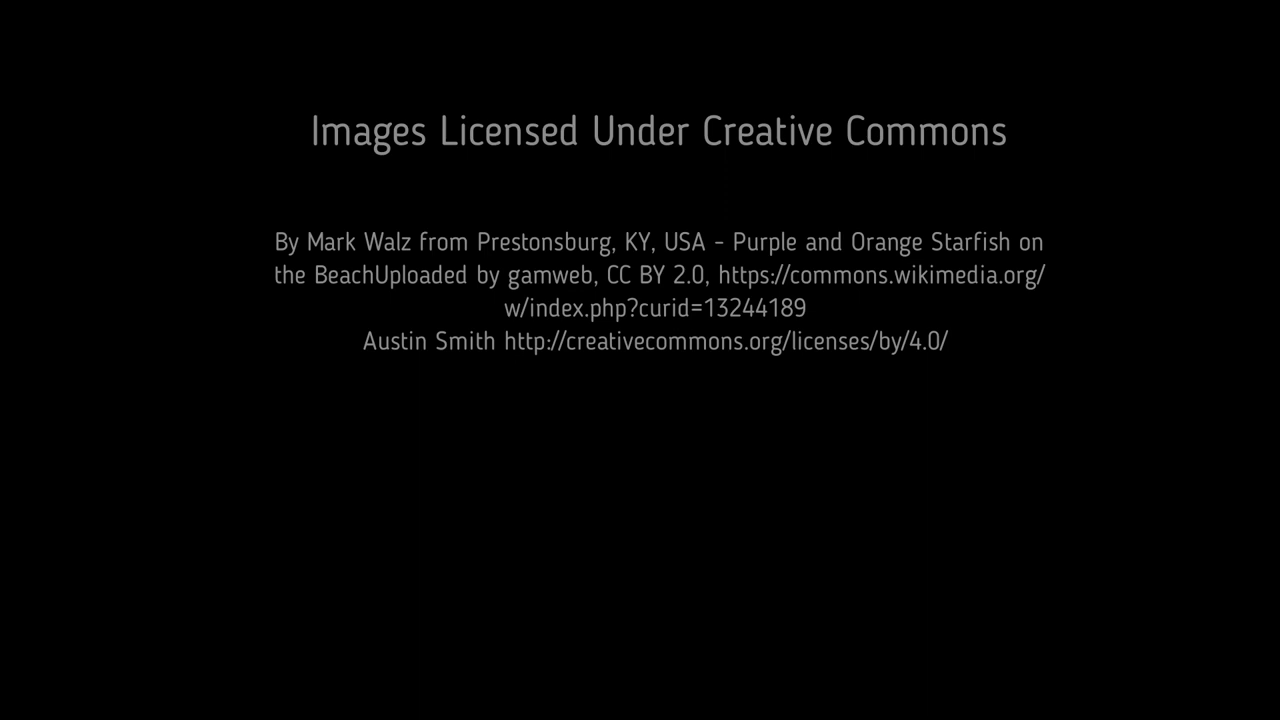 Images Licensed Under Creative Commons
By Mark Walz from Prestonsburg, KY, USA - Purple and Orange Starfish on
the BeachUploaded by gamweb, CC BY 2.0, https://commons.wikimedia.org/
w/index.php?curid=13244189
Austin Smith http://creativecommons.org/licenses/by/4.0/